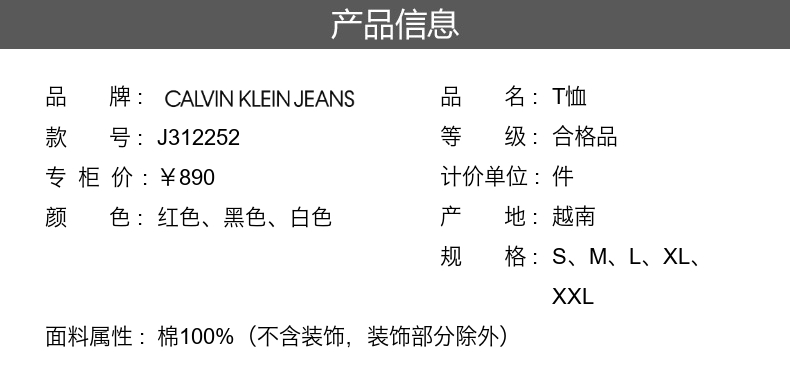 产品信息
品 牌： CALVIN KLEIN JEANS 品 名： T恤
款 号： J312252 等 级： 合格品
专 柜 价 ：￥890 计价单位： 件
颜 色： 红色、黑色、白色 产 地： 越南
规 格： S、M、L、XL、
XXL
面料属性： 棉100%（不含装饰，装饰部分除外）